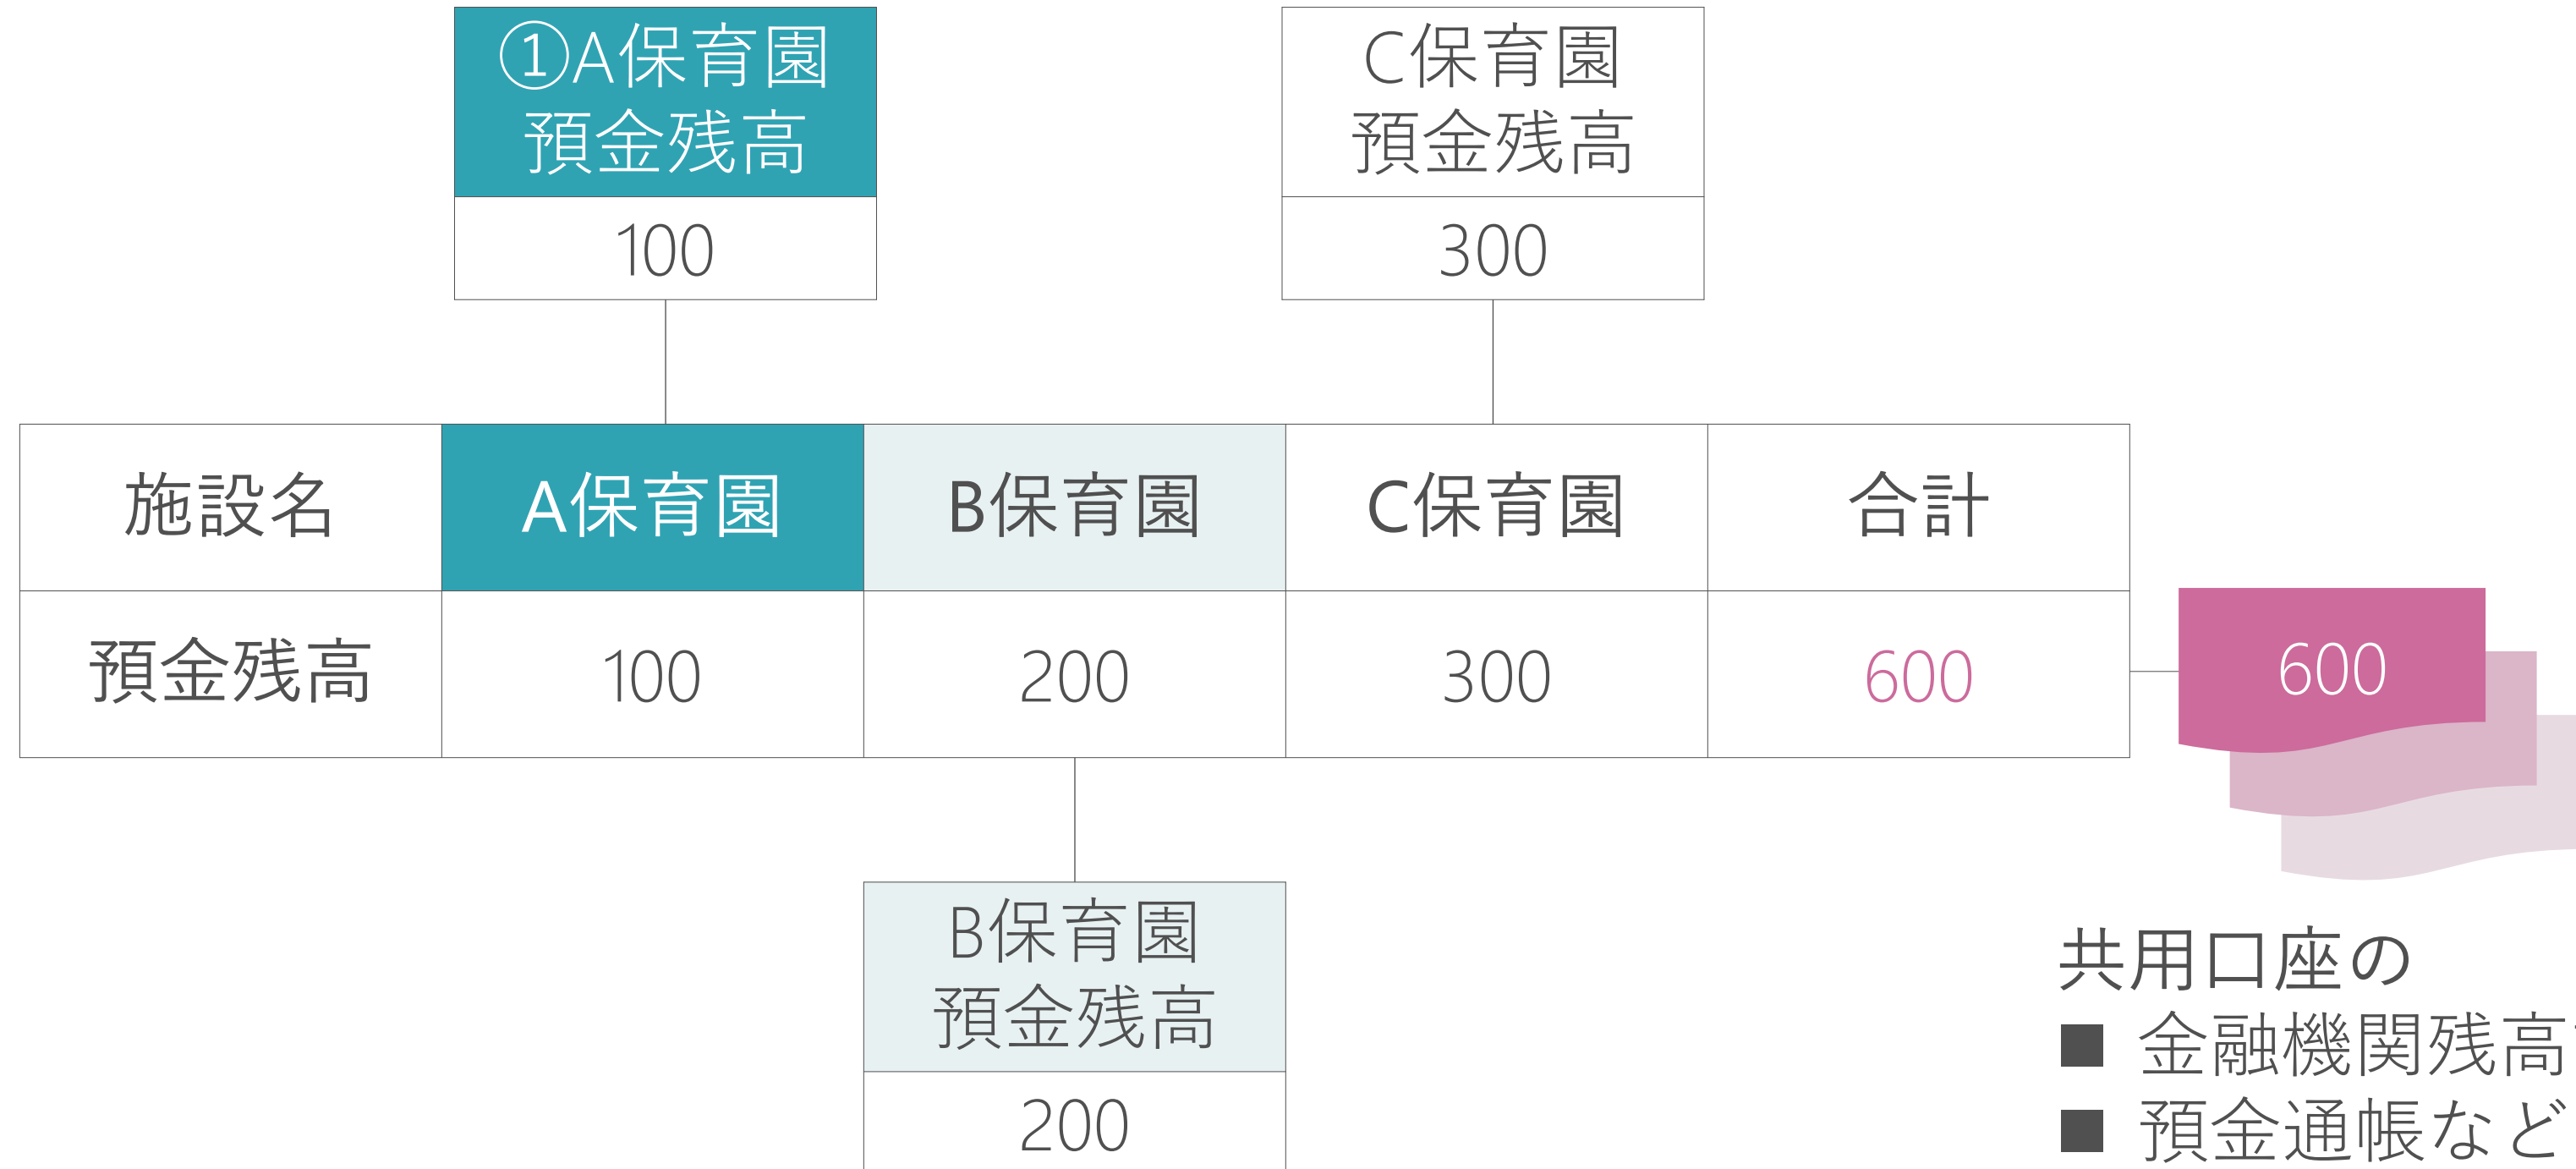 ①A保育園
預金残高
100
C保育園
預金残高
300
施設名 A保育園 B保育園 C保育園 合計
預金残高 100 200 300 600
600
B保育園
預金残高
200
共用口座の
■ 金融機関残高
■ 預金通帳など